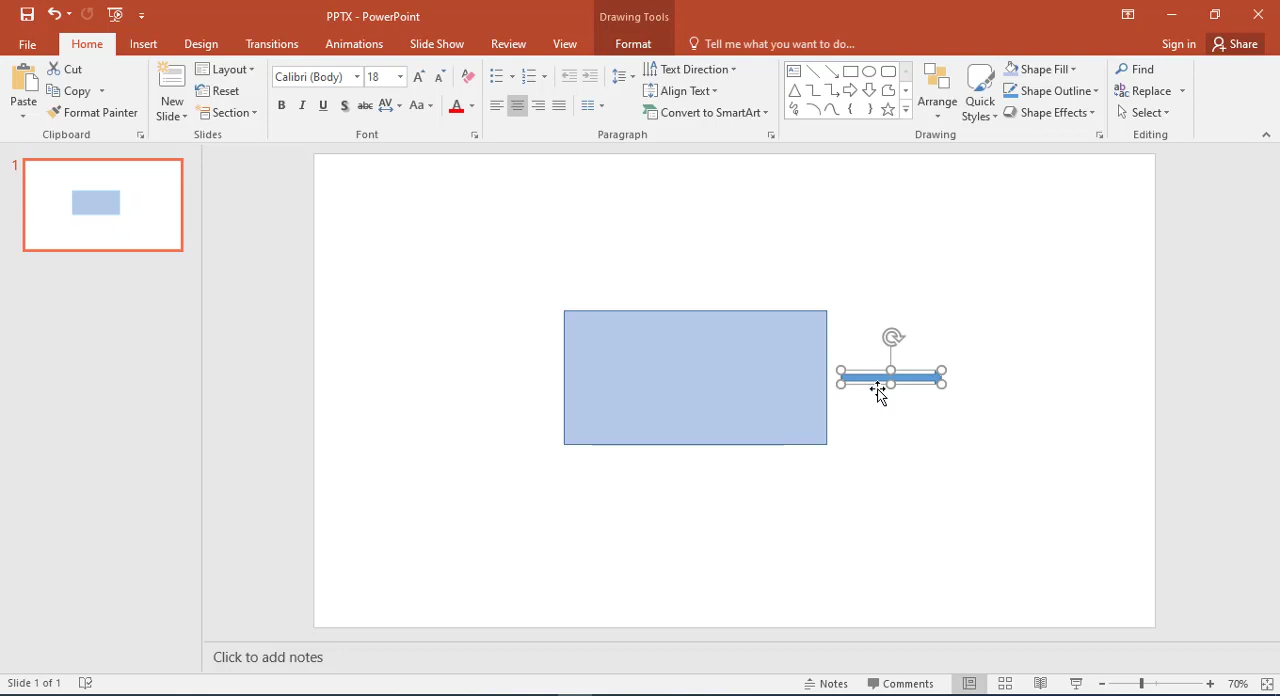 PPTX - PowerPoint
Drawing Tools
File
Home
Insert
Design
Transitions
Animations
Slide Show
Review
View
Format
Tell me what you want to do...
Sign in
Share
Paste
Cut
Copy
Format Painter
Clipboard
New Slide
Layout
Reset
Section
Slides
Calibri (Body)
18
B I U S abc AV Aa A
Font
Text Direction
Align Text
Convert to SmartArt
Paragraph
Arrange
Quick Styles
Shape Fill
Shape Outline
Shape Effects
Drawing
Find
Replace
Select
Editing
1
Click to add notes
Slide 1 of 1
Notes
Comments
70%